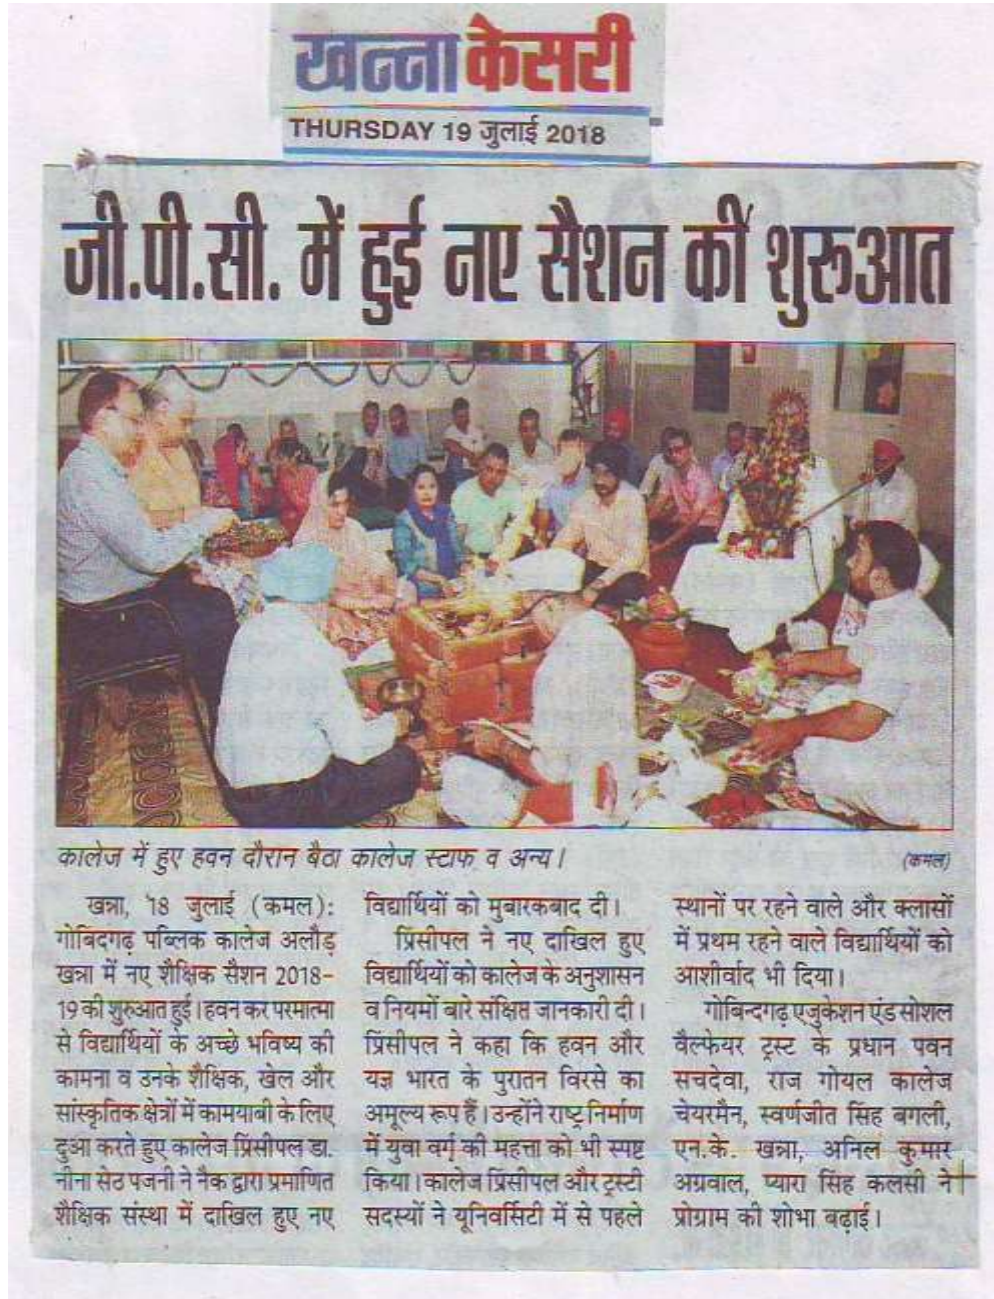 खन्ना केसरी
THURSDAY 19 जुलाई 2018
जी.पी.सी. में हुई नए सैशन की शुरूआत
कालेज में हुए हवन दौरान बैठा कालेज स्टाफ व अन्य।
(कमल)
खन्ना, 18 जुलाई (कमल):
गोबिंदगढ़ पब्लिक कालेज अलौड़
खन्ना में नए शैक्षिक सैशन 2018-
19 की शुरुआत हुई। हवन कर परमात्मा
से विद्यार्थियों के अच्छे भविष्य की
कामना व उनके शैक्षिक, खेल और
सांस्कृतिक क्षेत्रों में कामयाबी के लिए
दुआ करते हुए कालेज प्रिंसीपल डा.
नीना सेठ पजनी ने नैक द्वारा प्रमाणित
शैक्षिक संस्था में दाखिल हुए नए
विद्यार्थियों को मुबारकबाद दी।
प्रिंसीपल ने नए दाखिल हुए
विद्यार्थियों को कालेज के अनुशासन
व नियमों बारे संक्षिप्त जानकारी दी।
प्रिंसीपल ने कहा कि हवन और
यज्ञ भारत के पुरातन विरसे का
अमूल्य रूप हैं। उन्होंने राष्ट्र निर्माण
में युवा वर्ग की महत्ता को भी स्पष्ट
किया। कालेज प्रिंसीपल और ट्रस्टी
सदस्यों ने यूनिवर्सिटी में से पहले
स्थानों पर रहने वाले और क्लासों
में प्रथम रहने वाले विद्यार्थियों को
आशीर्वाद भी दिया।
गोबिन्दगढ़ एजुकेशन एंड सोशल
वैल्फेयर ट्रस्ट के प्रधान पवन
सचदेवा, राज गोयल कालेज
चेयरमैन, स्वर्णजीत सिंह बगली,
एन.के. खन्ना, अनिल कुमार
अग्रवाल, प्यारा सिंह कलसी ने
प्रोग्राम की शोभा बढ़ाई।